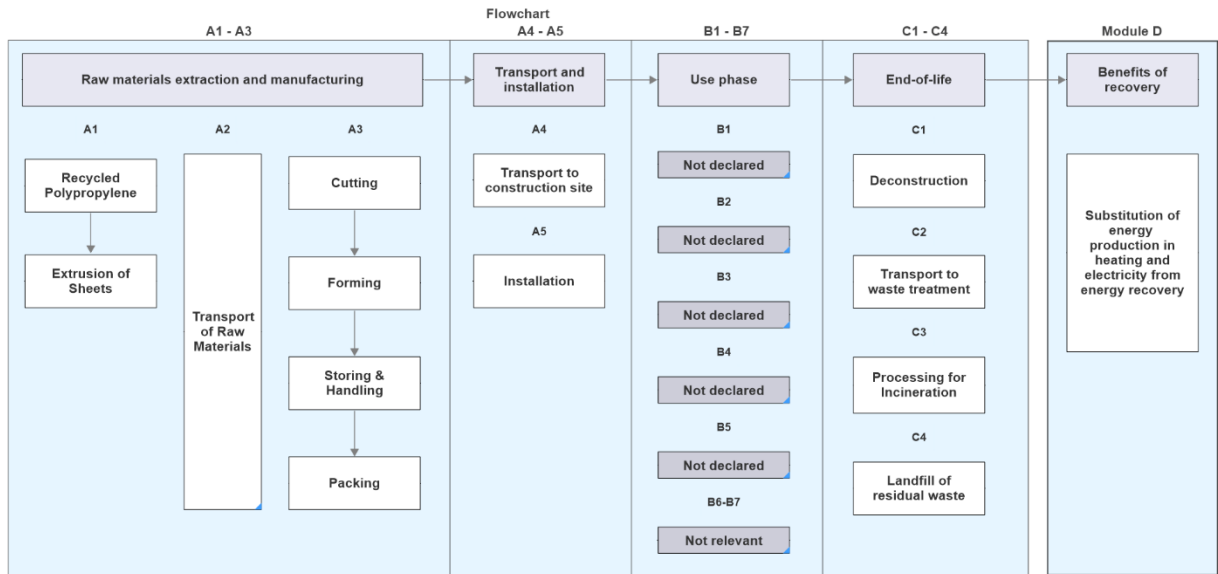 Flowchart
A1 - A3
A4 - A5
B1 - B7
C1 - C4
Module D
Raw materials extraction and manufacturing
Transport and
installation
Use phase
End-of-life
Benefits of
recovery
A1
Recycled
Polypropylene
Extrusion of
Sheets
A2
Transport
of Raw
Materials
A3
Cutting
Forming
Storing &
Handling
Packing
A4
Transport to
construction site
A5
Installation
B1
Not declared
B2
Not declared
B3
Not declared
B4
Not declared
B5
Not declared
B6-B7
Not relevant
C1
Deconstruction
C2
Transport to
waste treatment
C3
Processing for
Incineration
C4
Landfill of
residual waste
Substitution of
energy
production in
heating and
electricity from
energy recovery